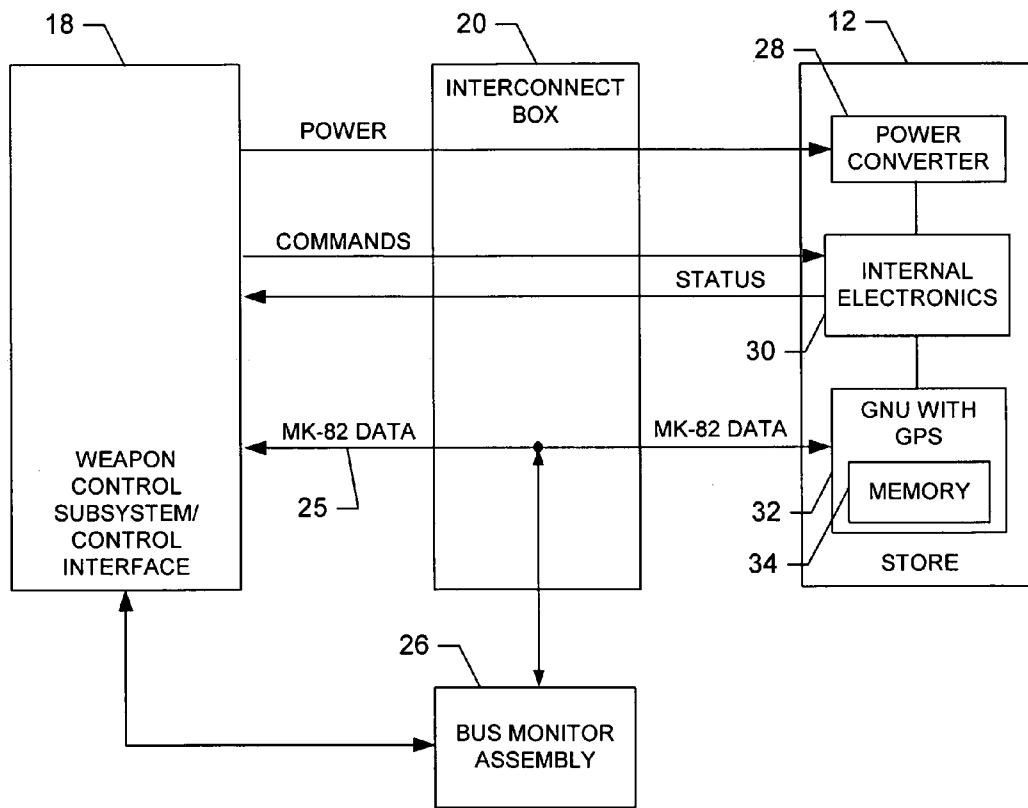 18
20
12
28
INTERCONNECT
BOX
POWER
POWER
CONVERTER
COMMANDS
STATUS
INTERNAL
ELECTRONICS
30
MK-82 DATA
MK-82 DATA
GNU WITH
GPS
MEMORY
25
32
34
STORE
WEAPON
CONTROL
SUBSYSTEM/
CONTROL
INTERFACE
26
BUS MONITOR
ASSEMBLY